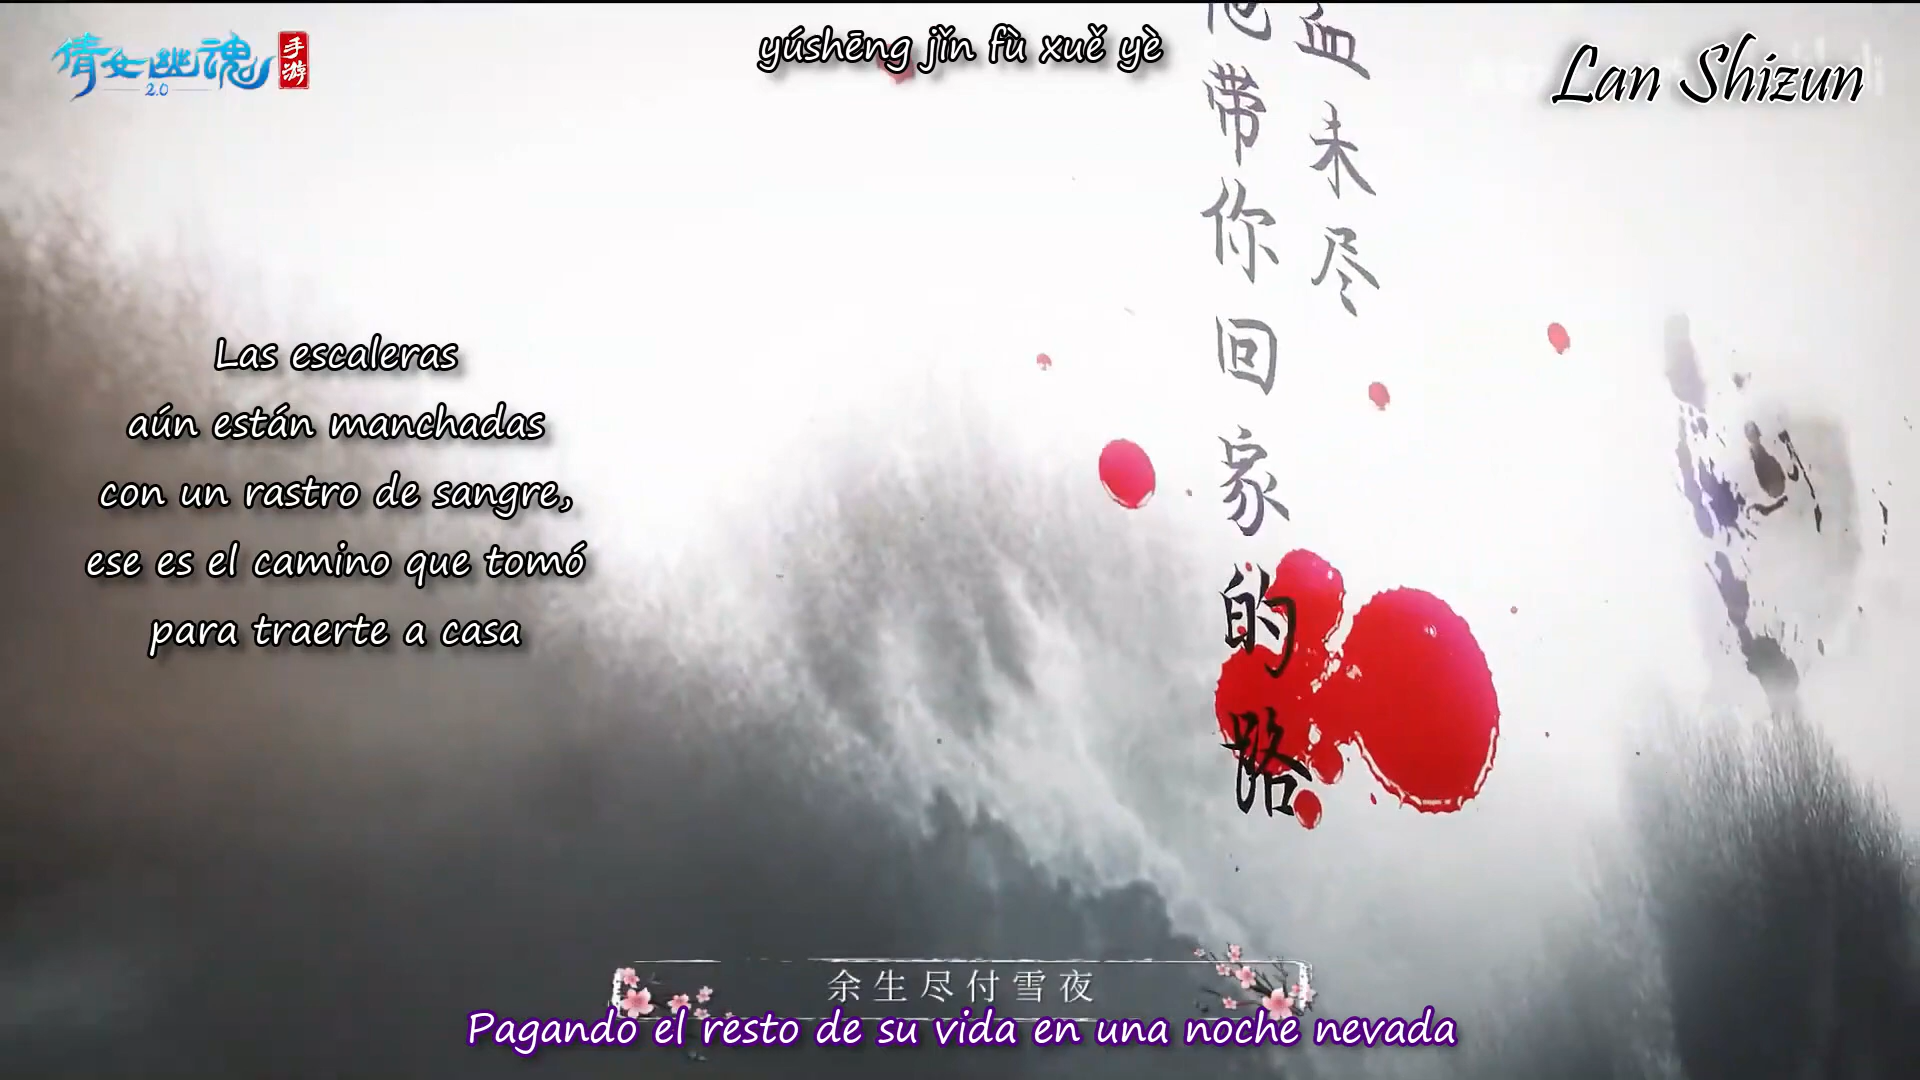 倩女幽魂
手游
2.0
yúshēng jǐn fù xuě yè
Lan Shizun
血未尽
他带你回家的路
Las escaleras
aún están manchadas
con un rastro de sangre,
ese es el camino que tomó
para traerte a casa
余生尽付雪夜
Pagando el resto de su vida en una noche nevada